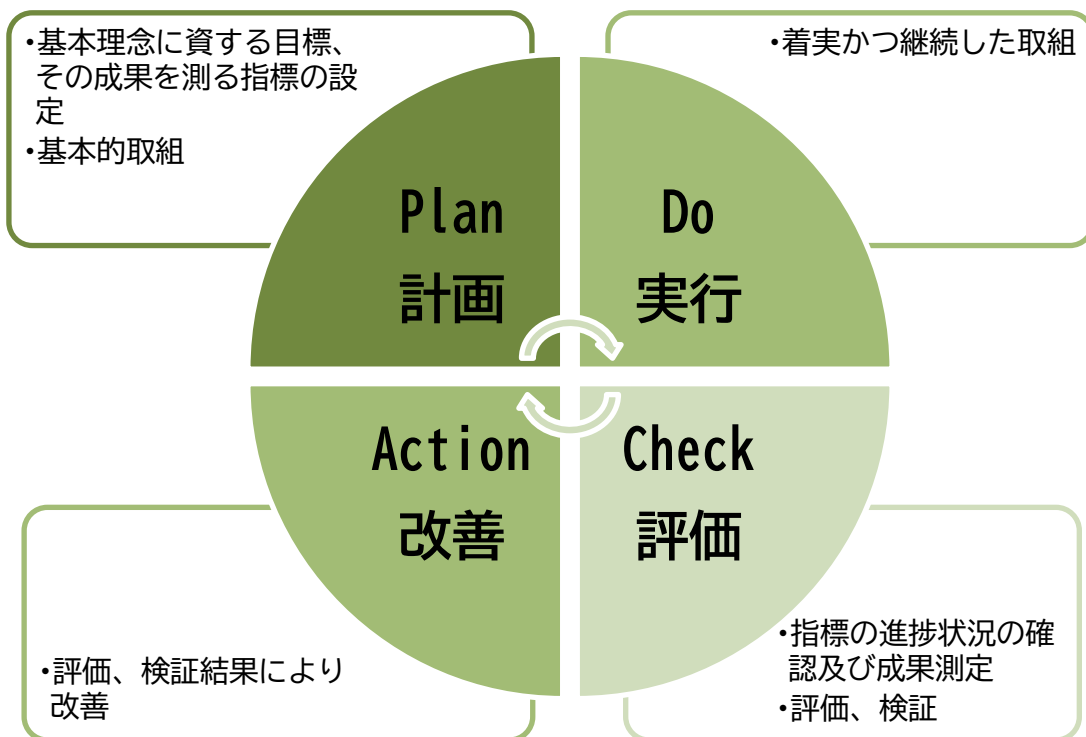 ・基本理念に資する目標、
その成果を測る指標の設
定
・基本的取組
・着実かつ継続した取組
Plan
計画
Do
実行
Action
改善
Check
評価
・評価、検証結果により
改善
・指標の進捗状況の確
認及び成果測定
・評価、検証